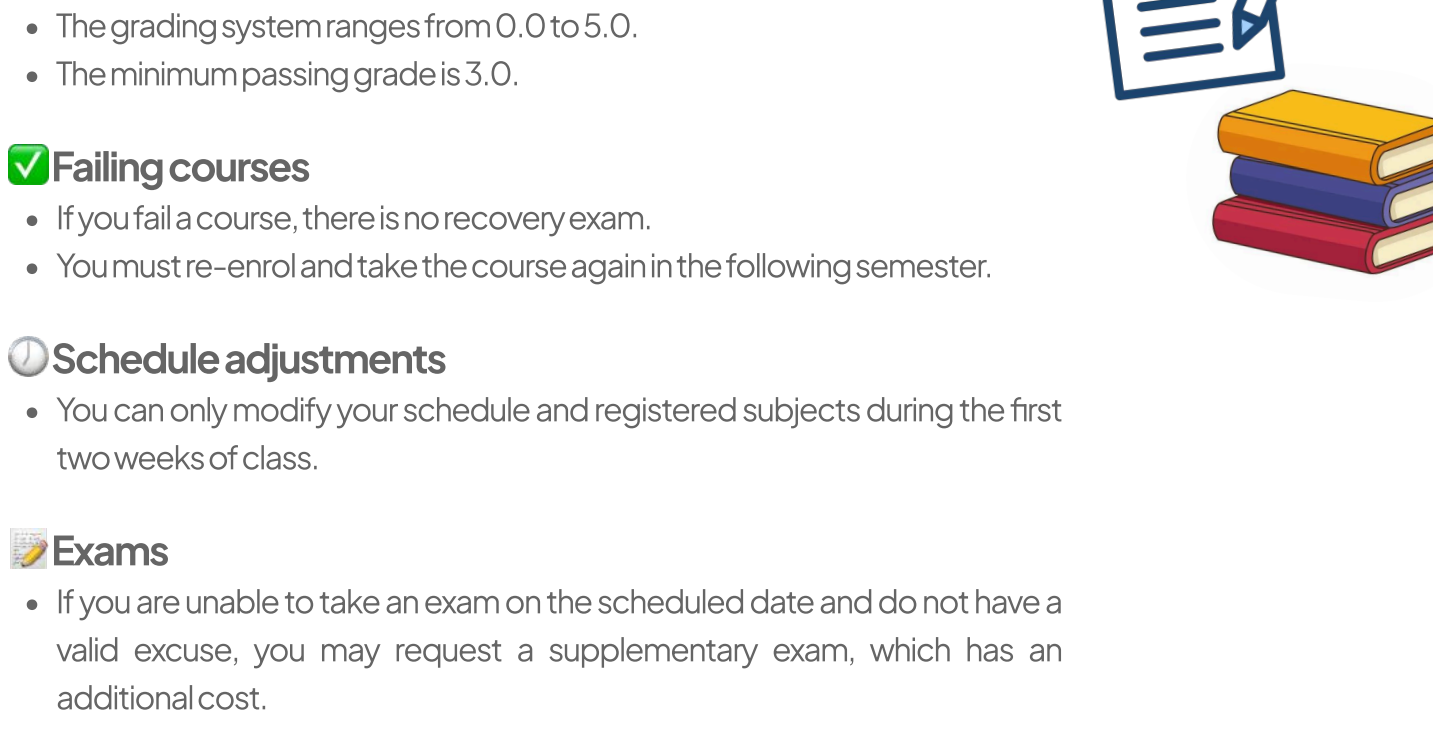 • The grading system ranges from 0.0 to 5.0.
• The minimum passing grade is 3.0.
✅ Failing courses
• If you fail a course, there is no recovery exam.
• You must re-enrol and take the course again in the following semester.
🕖 Schedule adjustments
• You can only modify your schedule and registered subjects during the first
two weeks of class.
📝 Exams
• If you are unable to take an exam on the scheduled date and do not have a
valid excuse, you may request a supplementary exam, which has an
additional cost.